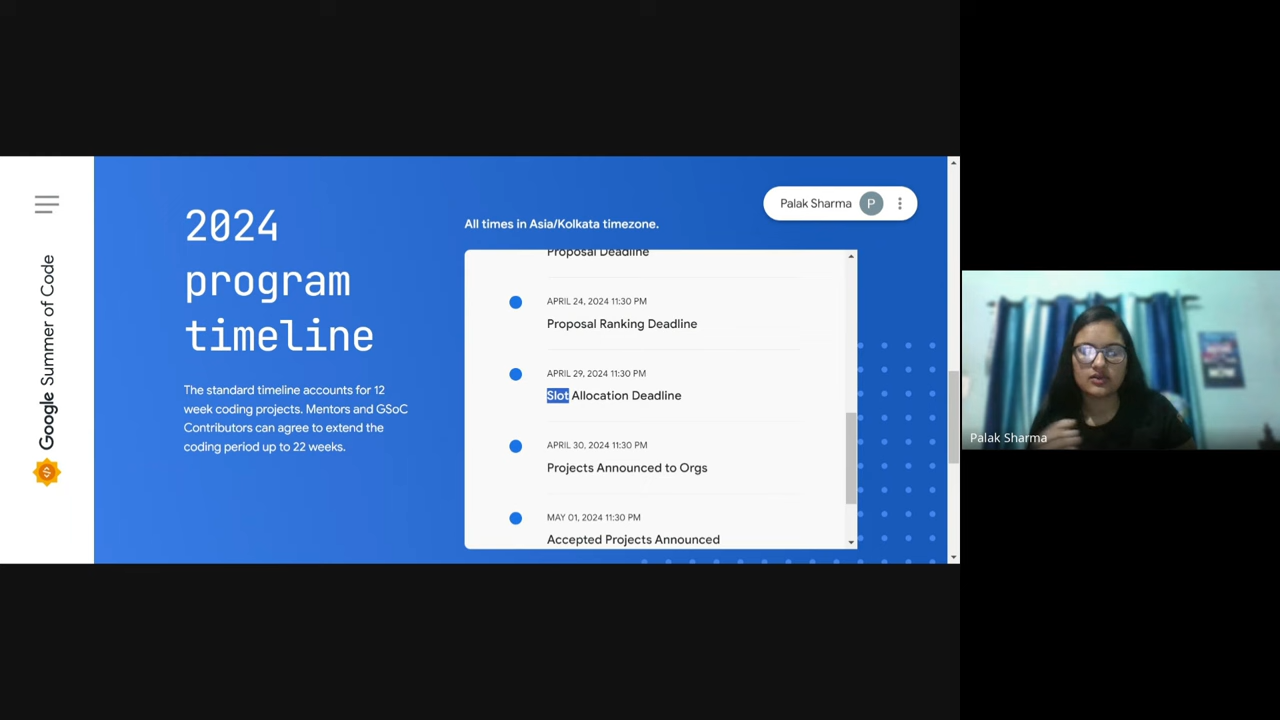 Google Summer of Code
2024
program
timeline
The standard timeline accounts for 12
week coding projects. Mentors and GSoC
Contributors can agree to extend the
coding period up to 22 weeks.
Palak Sharma P
All times in Asia/Kolkata timezone.
Proposal Deadline
APRIL 24, 2024 11:30 PM
Proposal Ranking Deadline
APRIL 29, 2024 11:30 PM
Slot Allocation Deadline
APRIL 30, 2024 11:30 PM
Projects Announced to Orgs
MAY 01, 2024 11:30 PM
Accepted Projects Announced
Palak Sharma